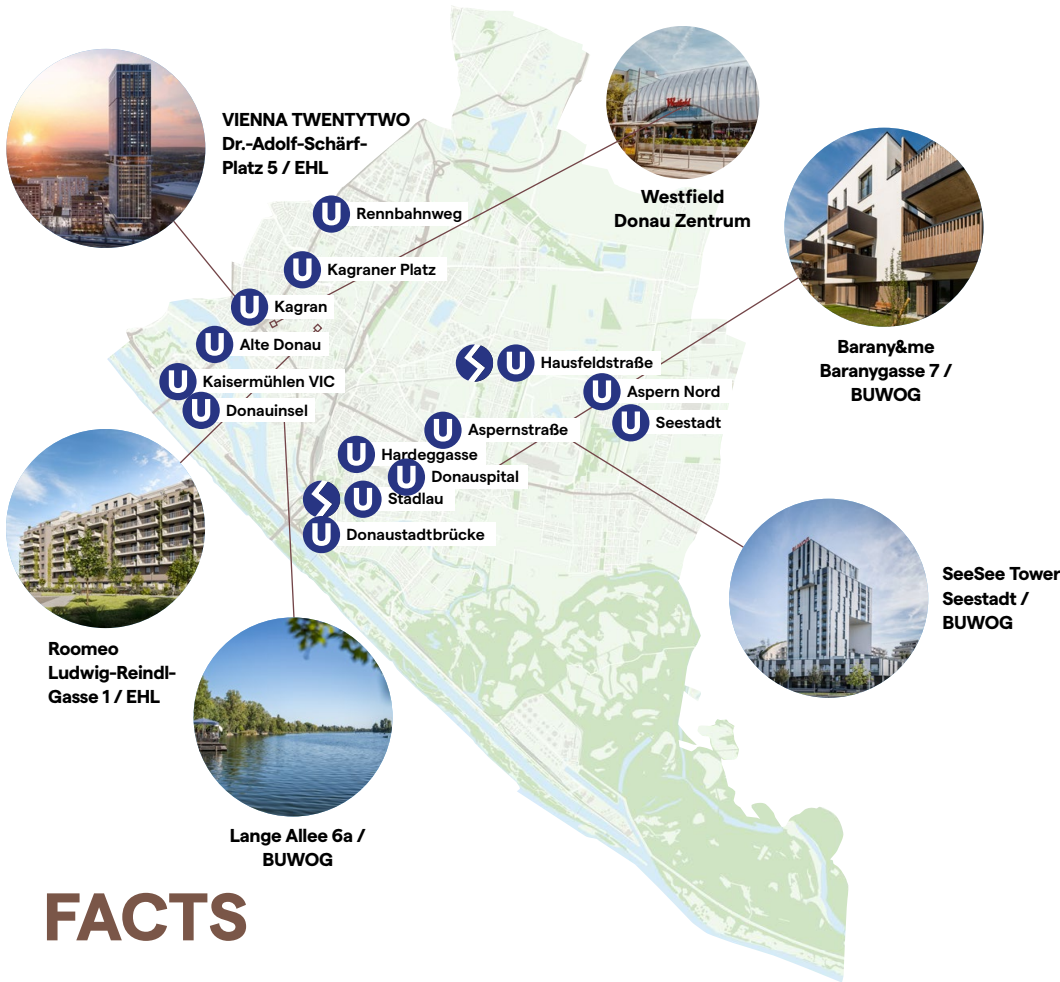 VIENNA TWENTYTWO
Dr.-Adolf-Schärf-
Platz 5 / EHL
Westfield
Westfield
Donau Zentrum
U Rennbahnweg
U Kagraner Platz
U Kagran
U Alte Donau
U Kaisermühlen VIC
U Donauinsel
U Hausfeldstraße
U Aspern Nord
U Seestadt
U Aspernstraße
U Hardeggasse
U Donauspital
U Stadlau
U Donaustadtbrücke
Barany&me
Baranygasse 7 /
BUWOG
SeeSee Tower
Seestadt /
BUWOG
Roomeo
Ludwig-Reindl-
Gasse 1 / EHL
Lange Allee 6a /
BUWOG
FACTS